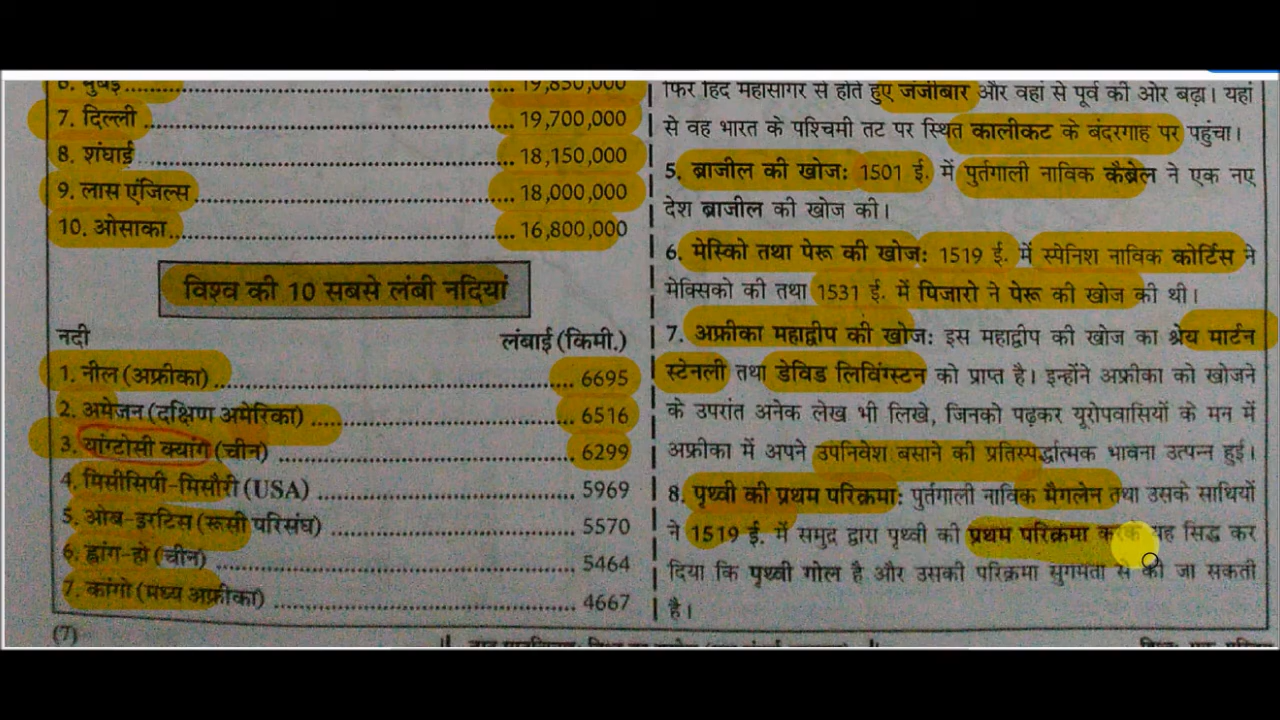 6. मुंबई........ 19,850,000
7. दिल्ली........ 19,700,000
8. शंघाई........ 18,150,000
9. लास एंजिल्स........ 18,000,000
10. ओसाका........ 16,800,000
विश्व की 10 सबसे लंबी नदियां
नदी लंबाई (किमी.)
1. नील (अफ्रीका)........ 6695
2. अमेजन (दक्षिण अमेरिका)........ 6516
3. यांग्टोसी क्यांग (चीन)........ 6299
4. मिसीसिपी-मिसौरी (USA)........ 5969
5. ओब-इरटिस (रूसी परिसंघ)........ 5570
6. ह्वांग-हो (चीन)........ 5464
7. कांगो (मध्य अफ्रीका)........ 4667
(7)
फिर हिंद महासागर से होते हुए जंजीबार और वहां से पूर्व की ओर बढ़ा। यहां
से वह भारत के पश्चिमी तट पर स्थित कालीकट के बंदरगाह पर पहुंचा।
5. ब्राजील की खोज: 1501 ई. में पुर्तगाली नाविक कैब्रेल ने एक नए
देश ब्राजील की खोज की।
6. मेस्किो तथा पेरू की खोज: 1519 ई. में स्पेनिश नाविक कोर्टिस ने
मेक्सिको की तथा 1531 ई. में पिजारो ने पेरू की खोज की थी।
7. अफ्रीका महाद्वीप की खोज: इस महाद्वीप की खोज का श्रेय मार्टन
स्टेनली तथा डेविड लिविंग्स्टन को प्राप्त है। इन्होंने अफ्रीका को खोजने
के उपरांत अनेक लेख भी लिखे, जिनको पढ़कर यूरोपवासियों के मन में
अफ्रीका में अपने उपनिवेश बसाने की प्रतिस्पर्द्धात्मक भावना उत्पन्न हुई।
8. पृथ्वी की प्रथम परिक्रमा: पुर्तगाली नाविक मैगलेन तथा उसके साथियों
ने 1519 ई. में समुद्र द्वारा पृथ्वी की प्रथम परिक्रमा करके यह सिद्ध कर
दिया कि पृथ्वी गोल है और उसकी परिक्रमा सुगमता से की जा सकती
है।